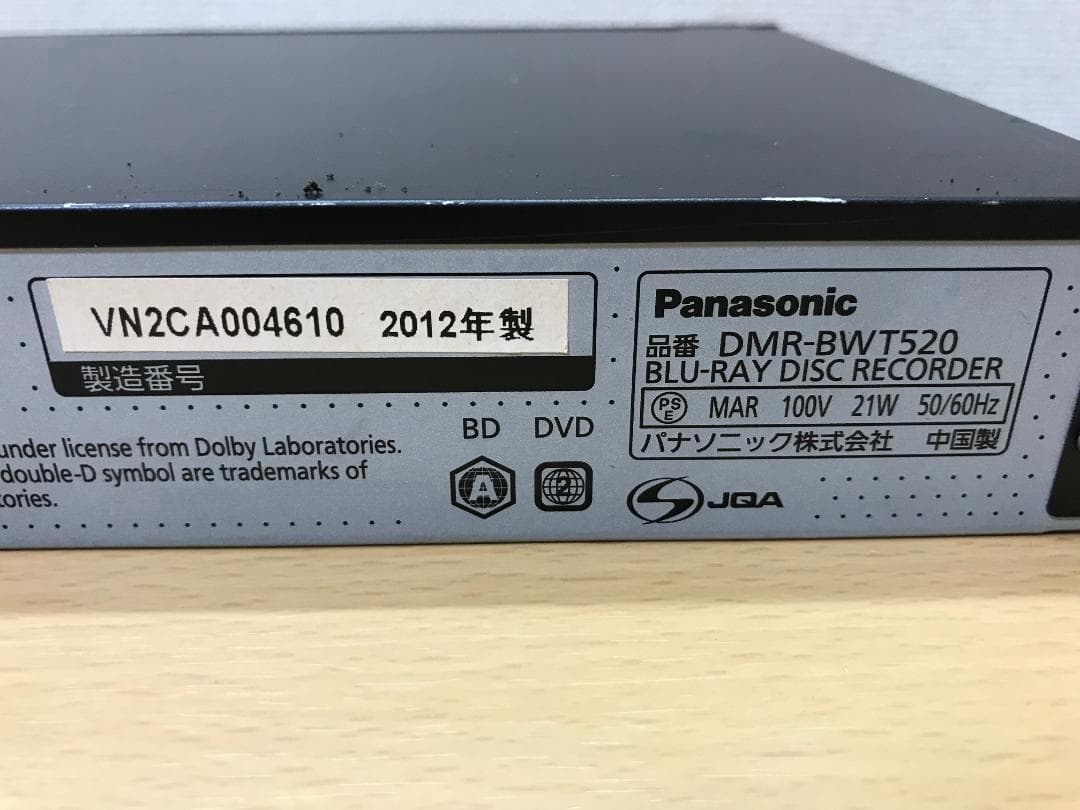 VN2CA004610 2012年製
製造番号
under license from Dolby Laboratories.
double-D symbol are trademarks of
BD DVD
A 2
Panasonic
品番 DMR-BWT520
BLU-RAY DISC RECORDER
PS E MAR 100V 21W 50/60Hz
パナソニック株式会社 中国製
JQA